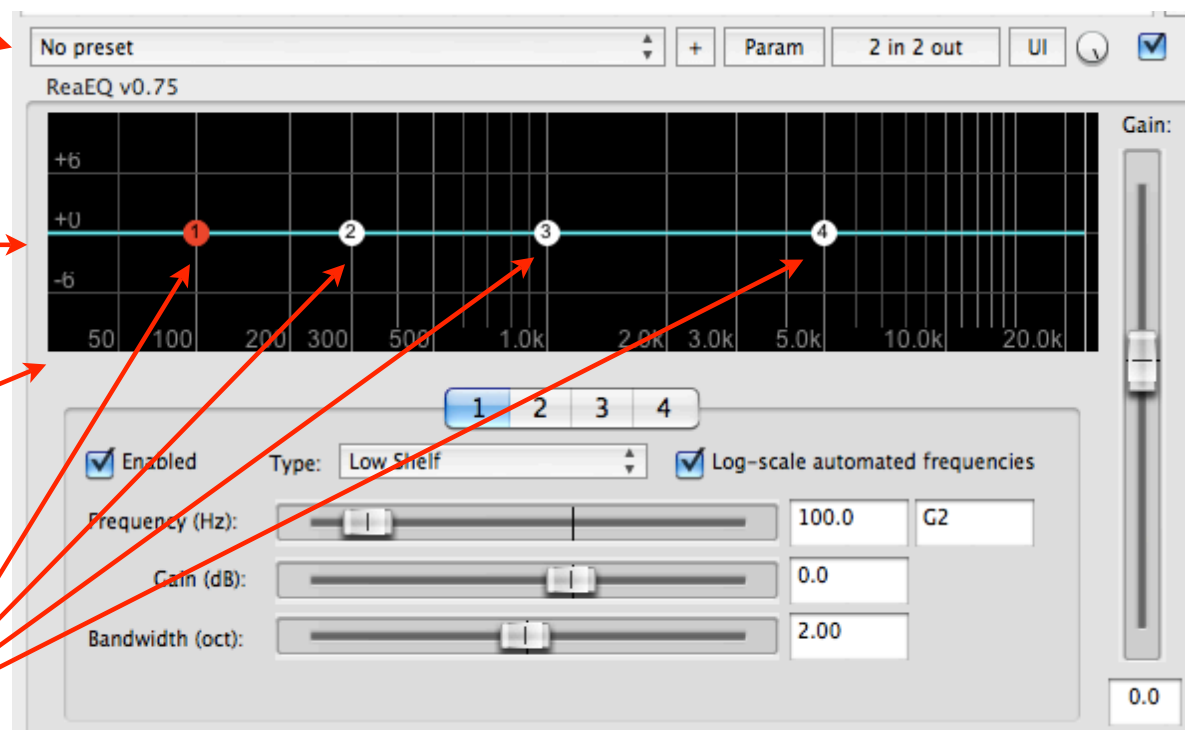 No preset + Param 2 in 2 out UI
ReaEQ v0.75
Gain:
+6
+0
-6
1 2 3 4
50 100 200 300 500 1.0k 2.0k 3.0k 5.0k 10.0k 20.0k
1 2 3 4
Enabled Type: Low Shelf Log-scale automated frequencies
Frequency (Hz): 100.0 G2
Gain (dB): 0.0
Bandwidth (oct): 2.00
0.0